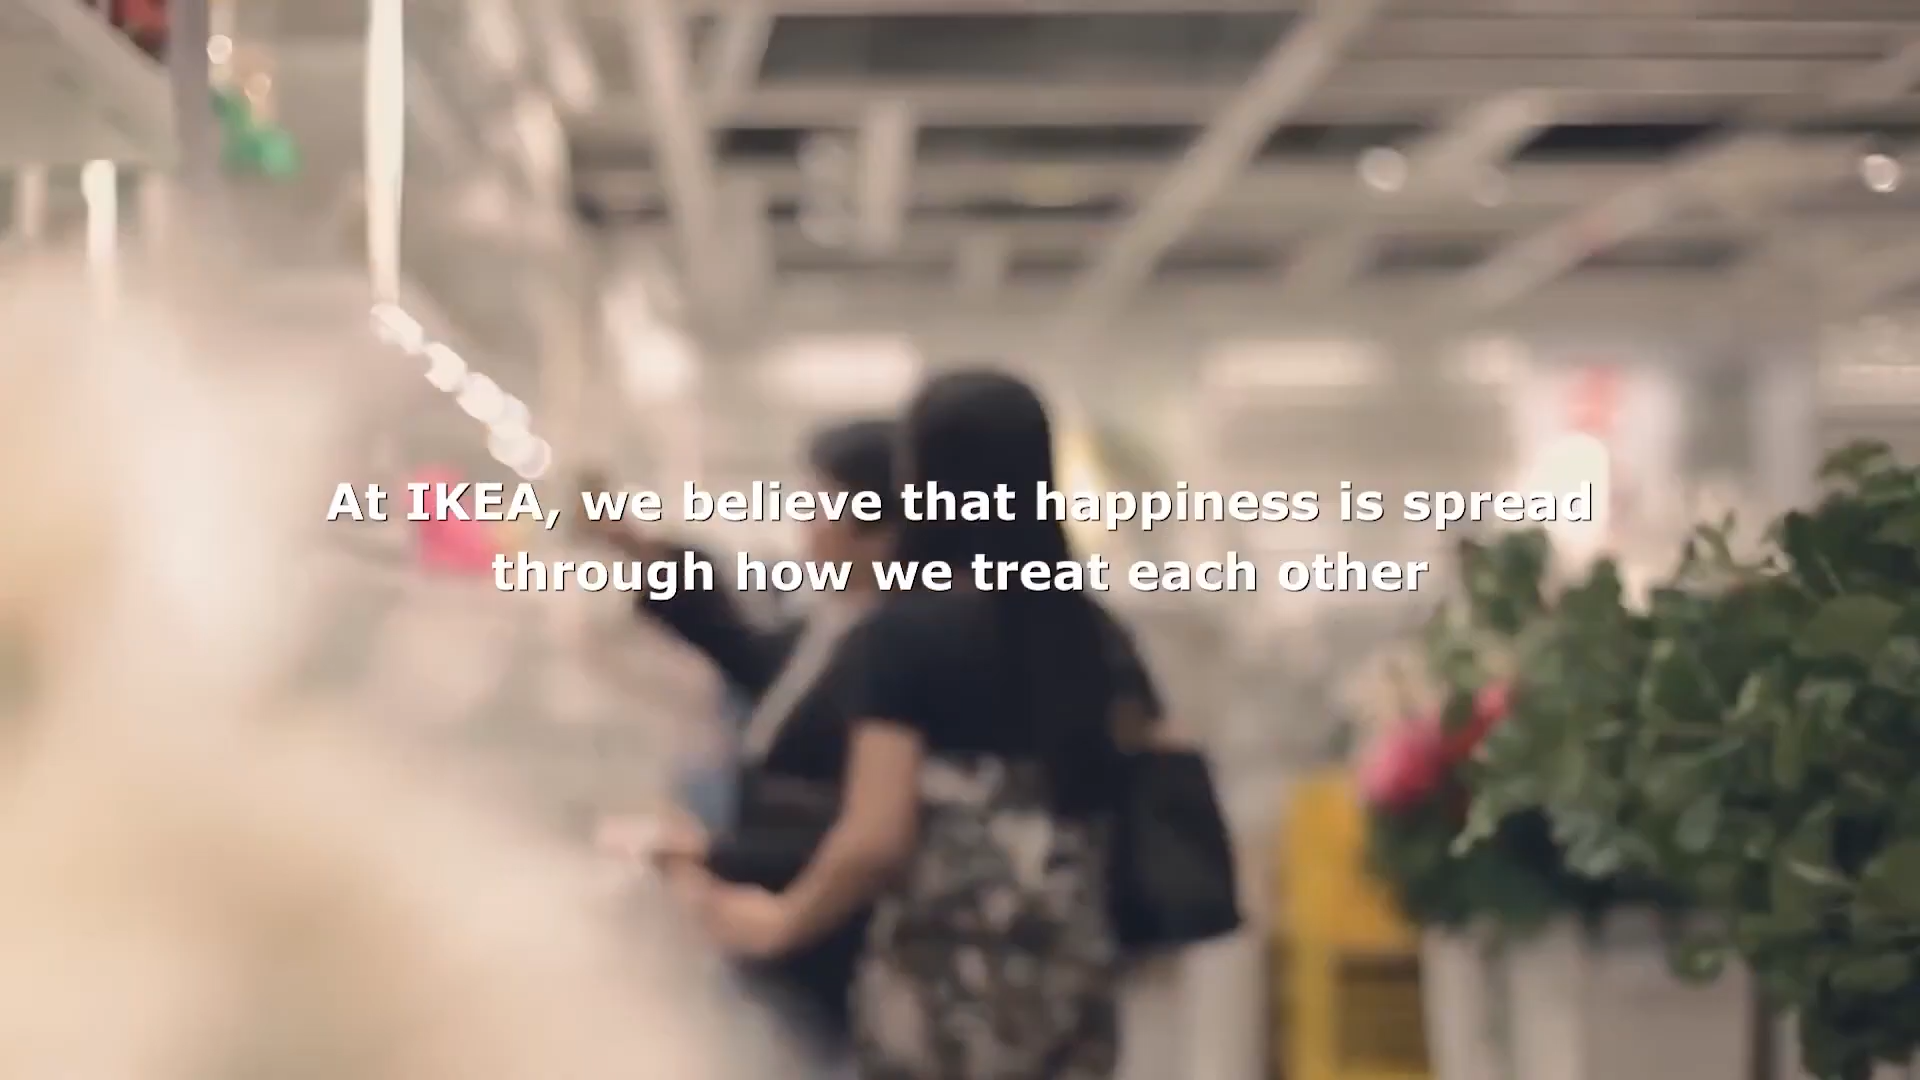 At IKEA, we believe that happiness is spread
through how we treat each other